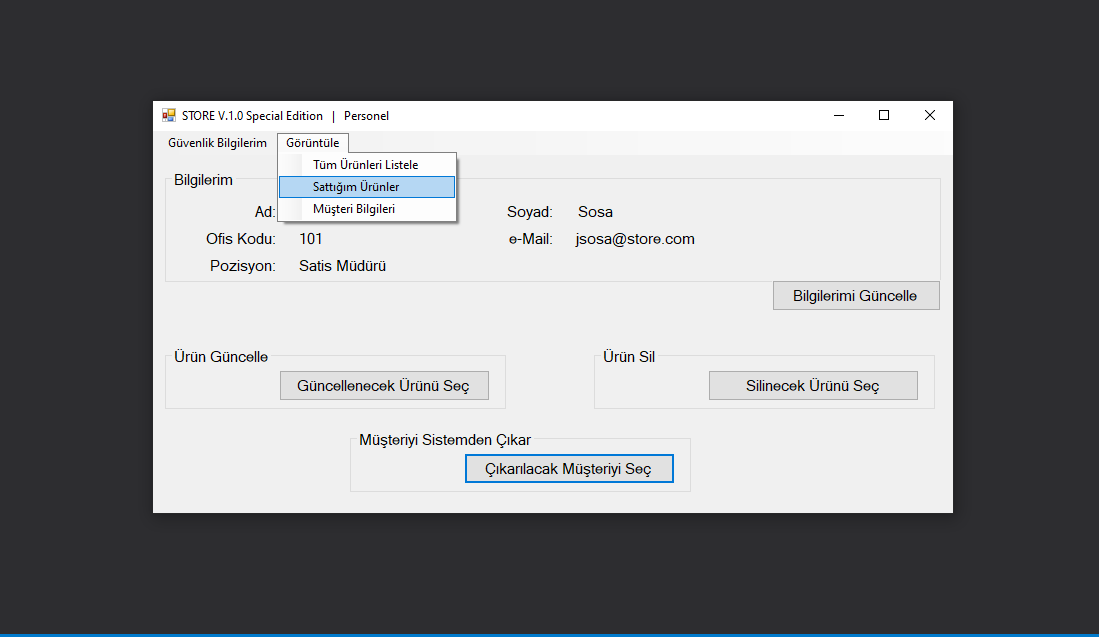 STORE V.1.0 Special Edition | Personel
Güvenlik Bilgilerim Görüntüle
Tüm Ürünleri Listele
Sattığım Ürünler
Müşteri Bilgileri
Bilgilerim
Ad: Soyad: Sosa
Ofis Kodu: 101 e-Mail: jsosa@store.com
Pozisyon: Satis Müdürü
Bilgilerimi Güncelle
Ürün Güncelle Ürün Sil
Güncellenecek Ürünü Seç Silinecek Ürünü Seç
Müşteriyi Sistemden Çıkar
Çıkarılacak Müşteriyi Seç